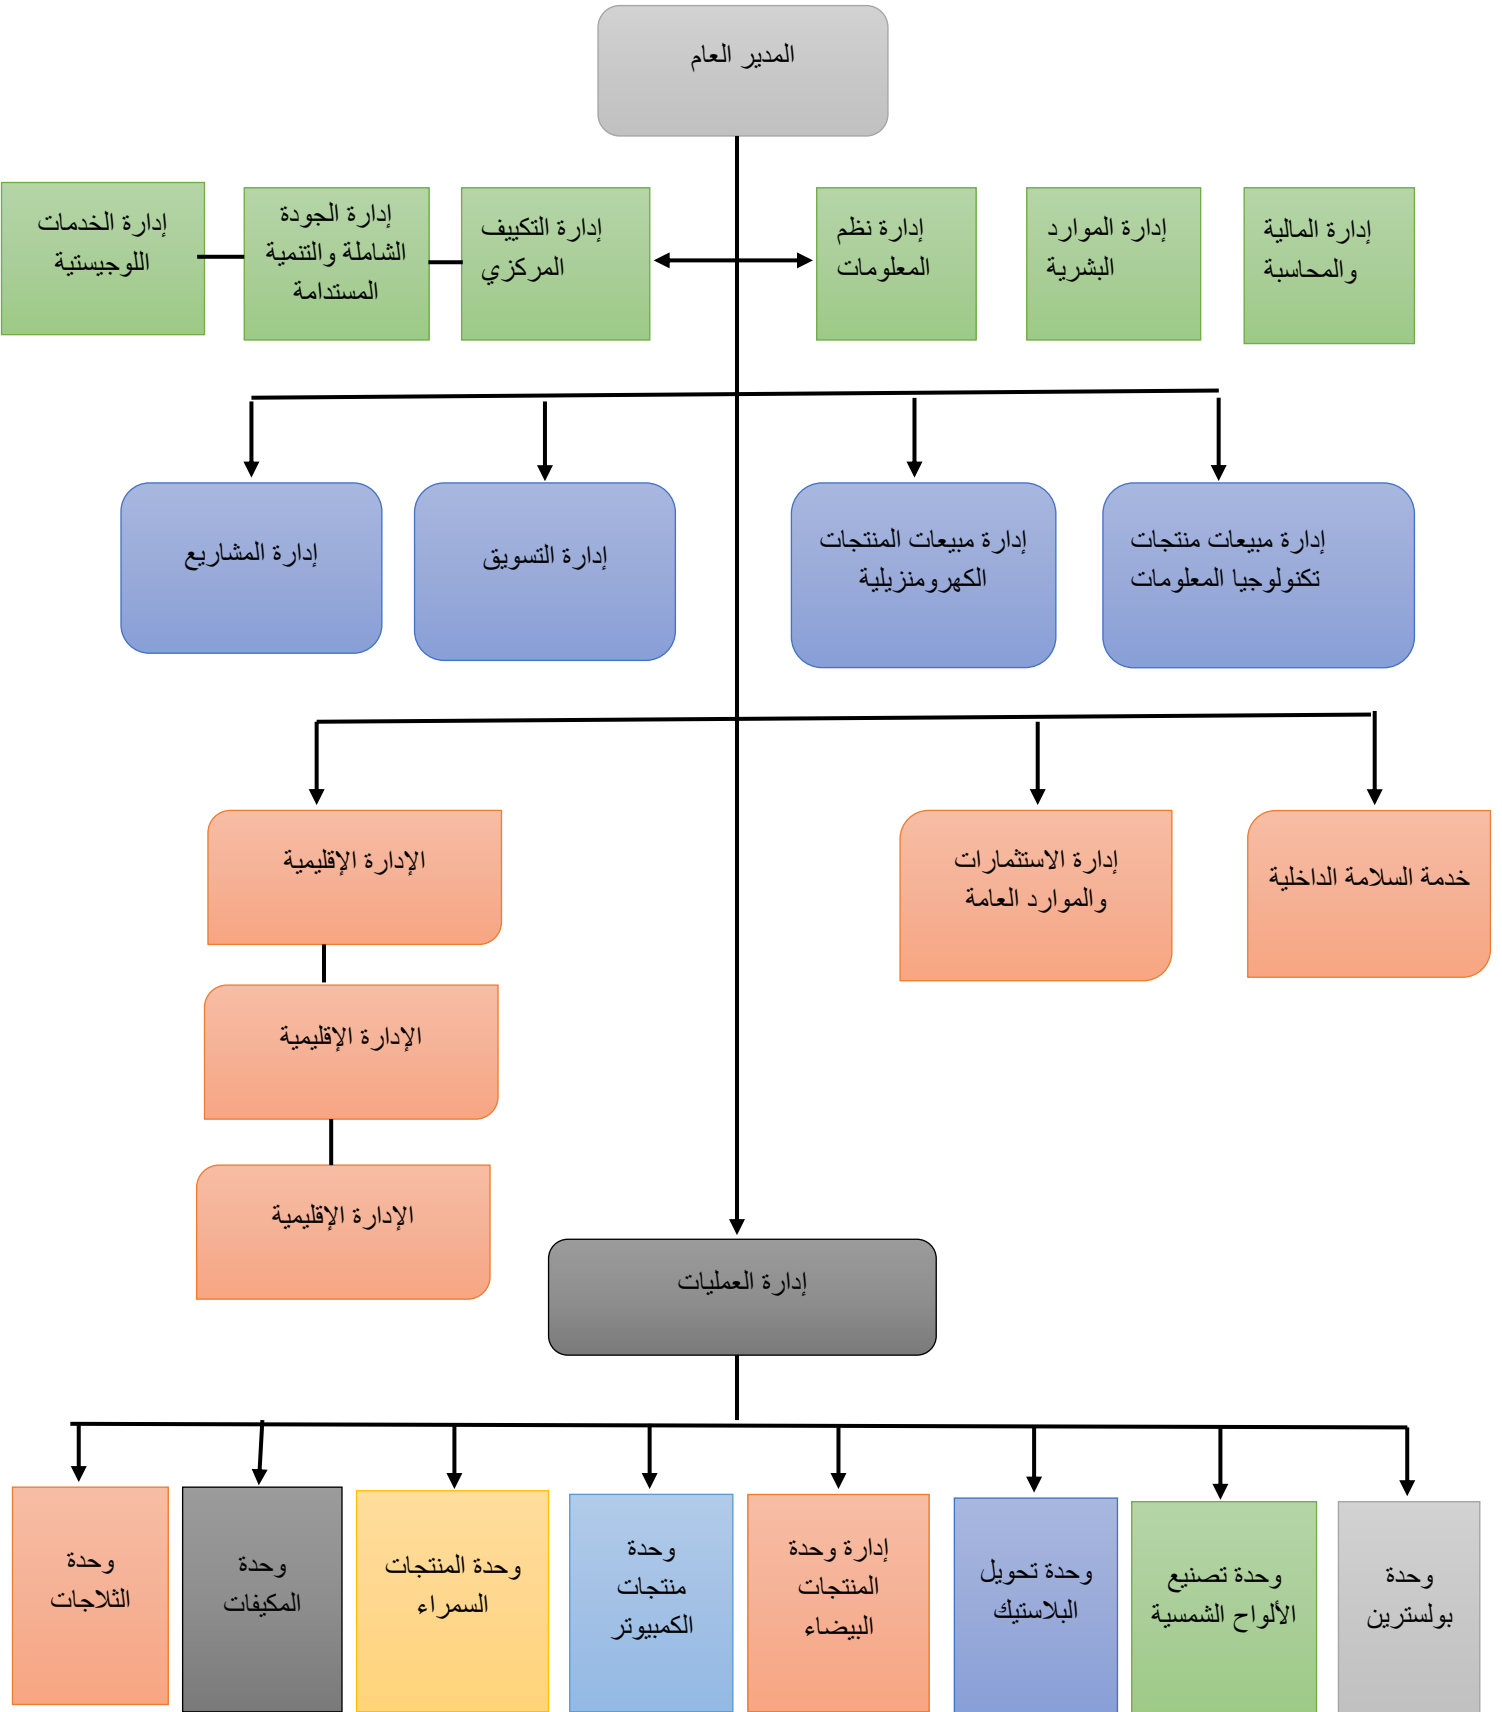 المدير العام
إدارة المالية
والمحاسبة
إدارة الموارد
البشرية
إدارة نظم
المعلومات
إدارة التكييف
المركزي
إدارة الجودة
الشاملة والتنمية
المستدامة
إدارة الخدمات
اللوجيستية
إدارة مبيعات منتجات
تكنولوجيا المعلومات
إدارة مبيعات المنتجات
الكهرومنزيلية
إدارة التسويق
إدارة المشاريع
خدمة السلامة الداخلية
إدارة الاستثمارات
والموارد العامة
الإدارة الإقليمية
الإدارة الإقليمية
الإدارة الإقليمية
إدارة العمليات
وحدة
بولسترين
وحدة تصنيع
الألواح الشمسية
وحدة تحويل
البلاستيك
إدارة وحدة
المنتجات
البيضاء
وحدة
منتجات
الكمبيوتر
وحدة المنتجات
السمراء
وحدة
المكيفات
وحدة
الثلاجات